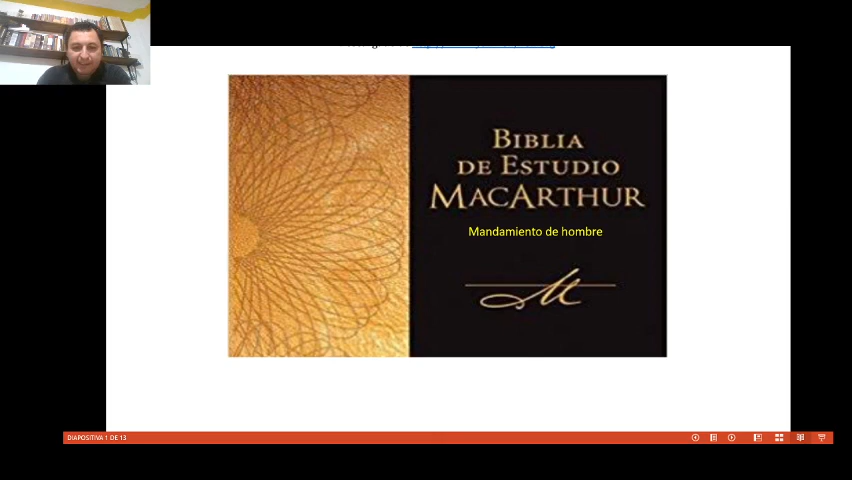 BIBLIA
DE ESTUDIO
MACARTHUR
Mandamiento de hombre
DIAPOSITIVA 1 DE 13